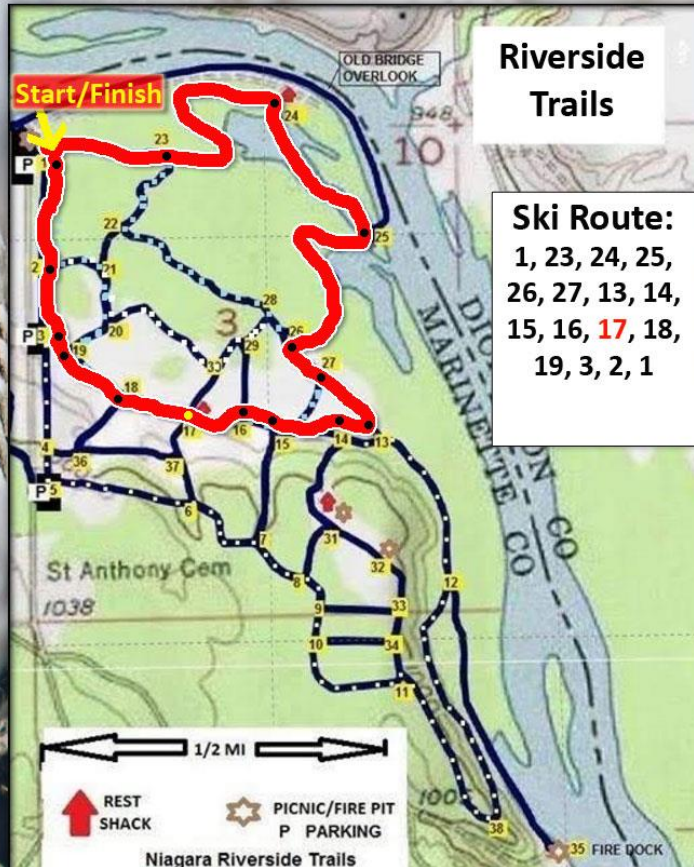 Riverside
Trails
OLD BRIDGE
OVERLOOK
948
10
Start/Finish
Ski Route:
1, 23, 24, 25,
26, 27, 13, 14,
15, 16, 17, 18,
19, 3, 2, 1
24
23
P 1
25
22
2
21
28
3
20
26
P 3
29
19
30
27
18
17
16
15
14
13
4
36
37
P 5
6
7
31
32
St Anthony Cem
8
12
1038
9
33
10
34
11
MARINETTE CO
38
35 FIRE DOCK
1/2 MI
REST
SHACK
PICNIC/FIRE PIT
P PARKING
Niagara Riverside Trails